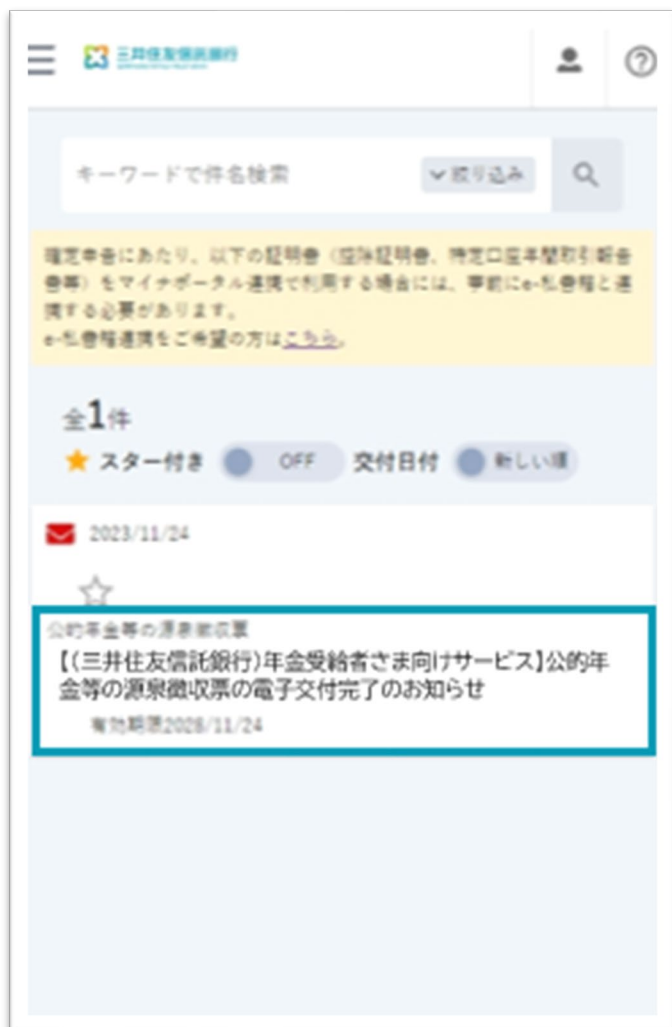 三井住友信託銀行
キーワードで件名検索
絞り込み
確定申告にあたり、以下の証明書（控除証明書、特定口座年間取引報告
書等）をマイナポータル連携で利用する場合には、事前にe-私書箱と連
携する必要があります。
e-私書箱連携をご希望の方はこちら。
全1件
スター付き OFF 交付日付 新しい順
2023/11/24
公的年金等の源泉徴収票
【(三井住友信託銀行)年金受給者さま向けサービス】公的年
金等の源泉徴収票の電子交付完了のお知らせ
有効期限2028/11/24